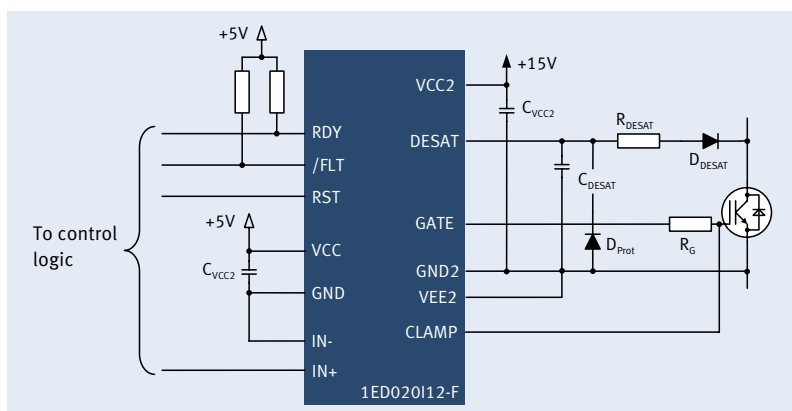 +5V
RDY
/FLT
RST
+5V
VCC
C_VCC2
GND
IN-
IN+
To control
logic
VCC2
DESAT
GATE
GND2
VEE2
CLAMP
1ED020I12-F
+15V
C_VCC2
R_DESAT
D_DESAT
C_DESAT
D_Prot
R_G